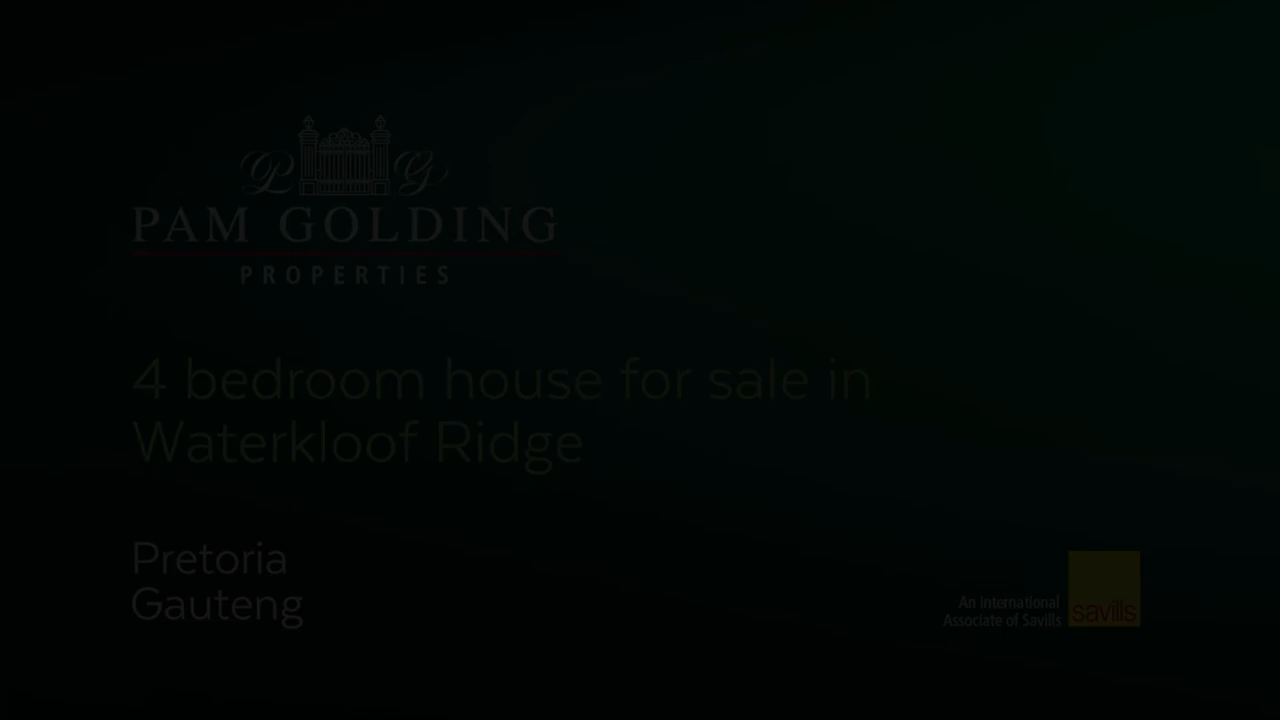 P G
PAM GOLDING
PROPERTIES
4 bedroom house for sale in
Waterkloof Ridge
Pretoria
Gauteng
An International
Associate of Savills
savills